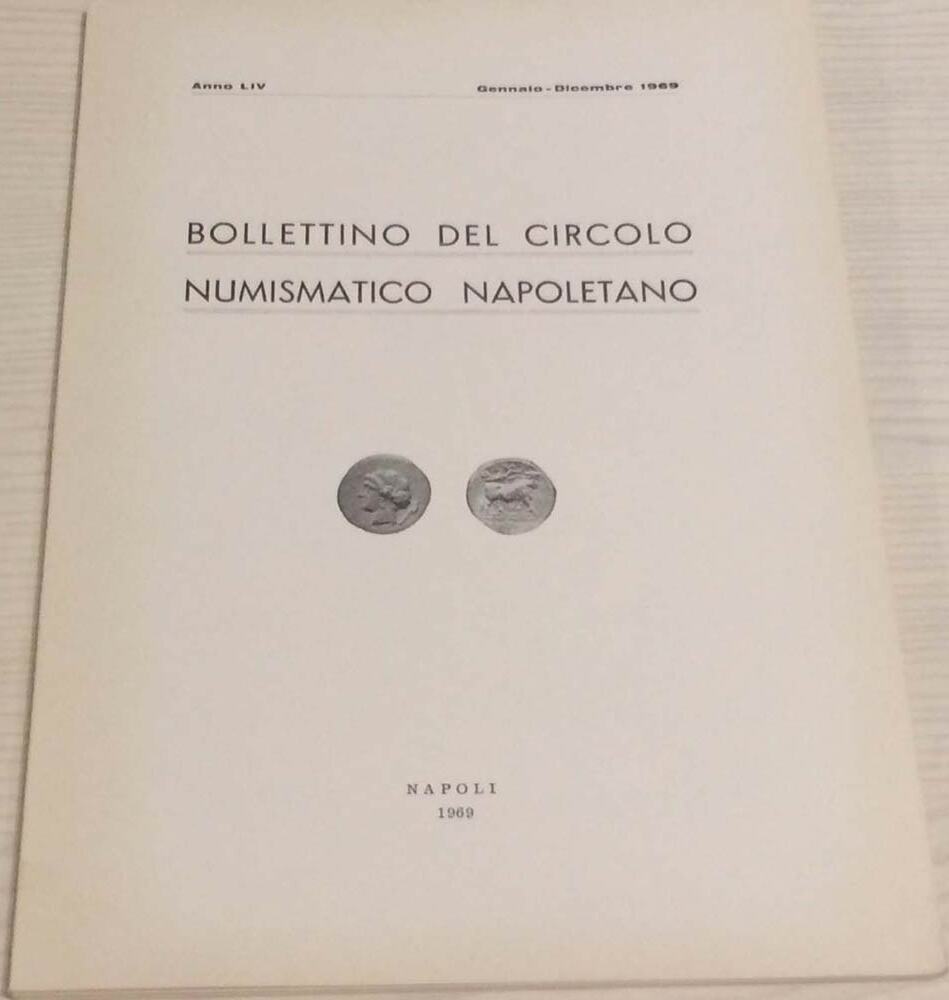 Anno LIV Gennaio - Dicembre 1969
BOLLETTINO DEL CIRCOLO
NUMISMATICO NAPOLETANO
NAPOLI
1969